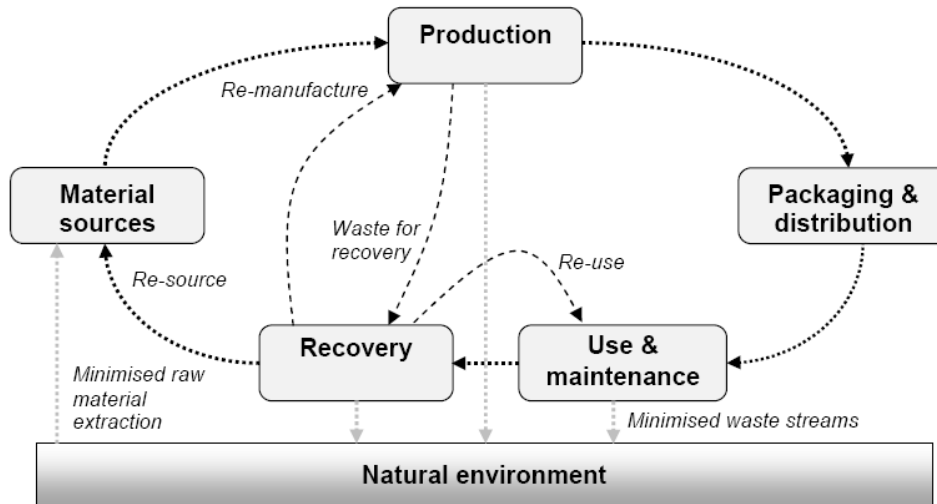 Production
Re-manufacture
Material
sources
Packaging &
distribution
Waste for
recovery
Re-use
Re-source
Recovery
Use &
maintenance
Minimised raw
material
extraction
Minimised waste streams
Natural environment